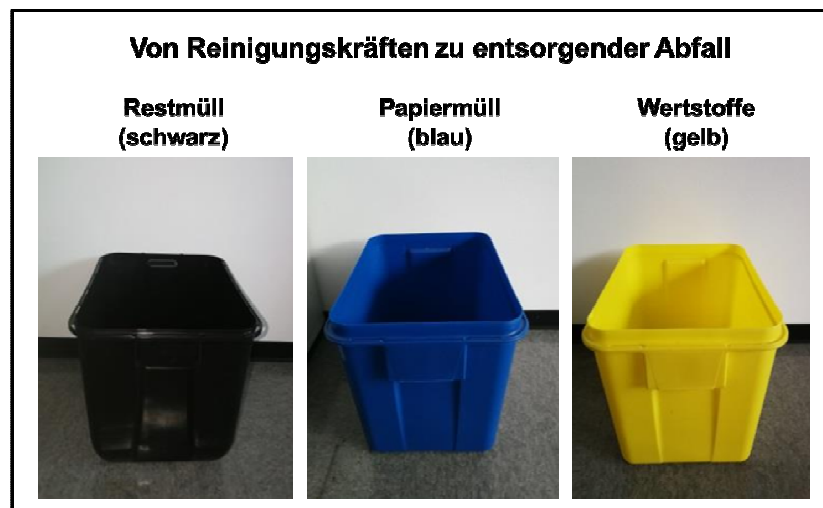 Von Reinigungskräften zu entsorgender Abfall
Restmüll
(schwarz)
Papiermüll
(blau)
Wertstoffe
(gelb)